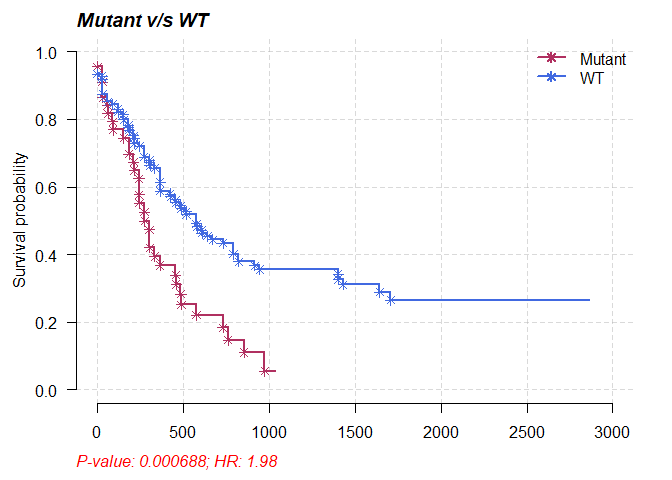 Mutant v/s WT
Mutant
WT
Survival probability
1.0
0.8
0.6
0.4
0.2
0.0
0 500 1000 1500 2000 2500 3000
P-value: 0.000688; HR: 1.98